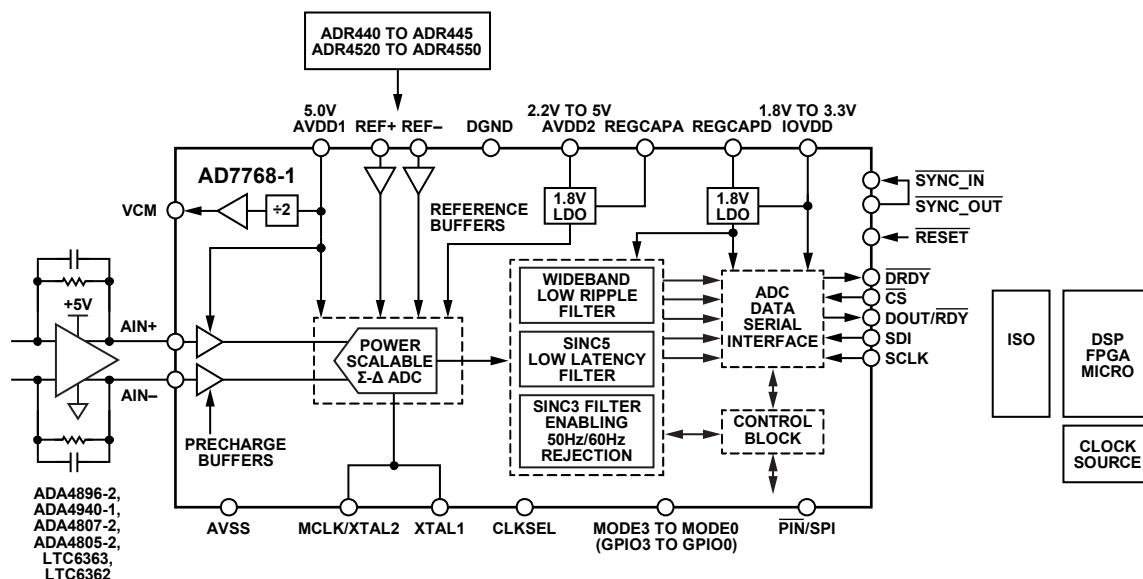 ADR440 TO ADR445
ADR4520 TO ADR4550
5.0V
AVDD1
REF+
REF–
DGND
2.2V TO 5V
AVDD2
REGCAPA
REGCAPD
1.8V TO 3.3V
IOVDD
AD7768-1
VCM
÷2
REFERENCE
BUFFERS
1.8V
LDO
1.8V
LDO
SYNC_IN
SYNC_OUT
RESET
+5V
AIN+
AIN–
POWER
SCALABLE
Σ-Δ ADC
PRECHARGE
BUFFERS
WIDEBAND
LOW RIPPLE
FILTER
SINC5
LOW LATENCY
FILTER
SINC3 FILTER
ENABLING
50Hz/60Hz
REJECTION
ADC
DATA
SERIAL
INTERFACE
CONTROL
BLOCK
DRDY
CS
DOUT/RDY
SDI
SCLK
ISO
DSP
FPGA
MICRO
CLOCK
SOURCE
ADA4896-2,
ADA4940-1,
ADA4807-2,
ADA4805-2,
LTC6363,
LTC6362
AVSS
MCLK/XTAL2
XTAL1
CLKSEL
MODE3 TO MODE0
(GPIO3 TO GPIO0)
PIN/SPI